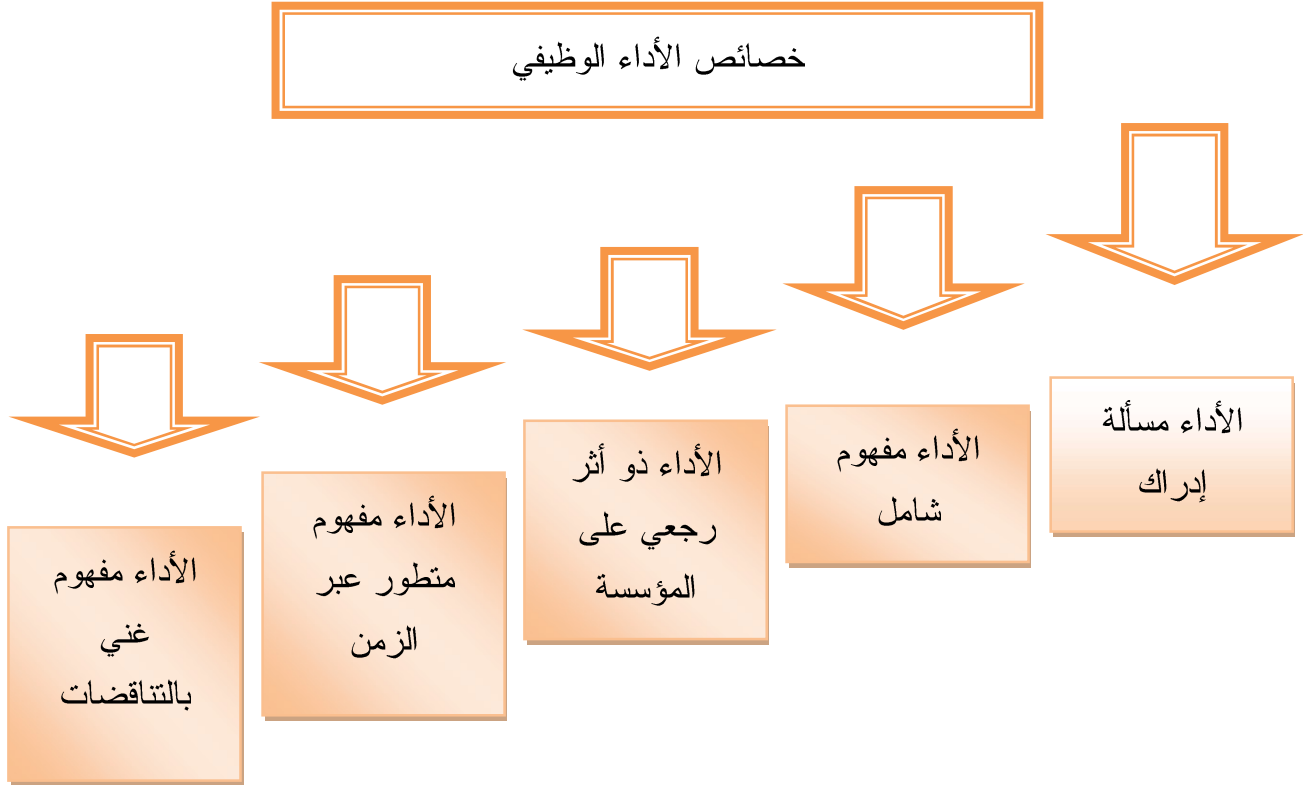 خصائص الأداء الوظيفي
الأداء مسألة
إدراك
الأداء مفهوم
شامل
الأداء ذو أثر
رجعي على
المؤسسة
الأداء مفهوم
متطور عبر
الزمن
الأداء مفهوم
غني
بالتناقضات